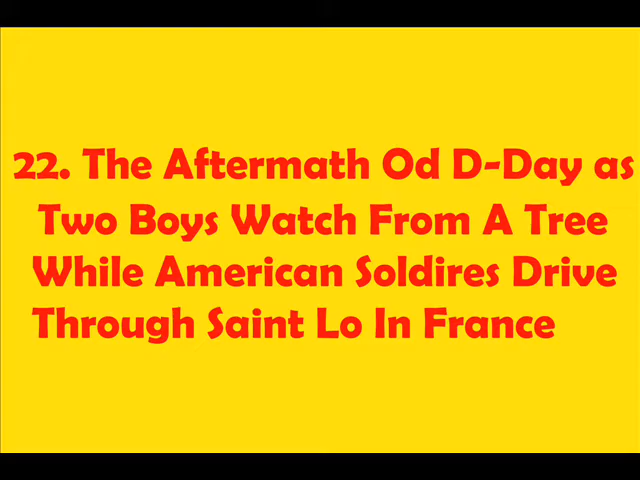 22. The Aftermath Od D-Day as
Two Boys Watch From A Tree
While American Soldires Drive
Through Saint Lo In France